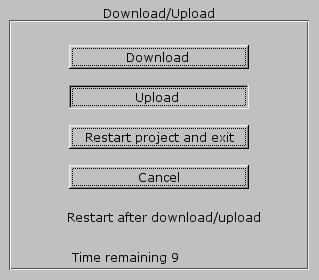 Download/Upload
Download
Upload
Restart project and exit
Cancel
Restart after download/upload
Time remaining 9